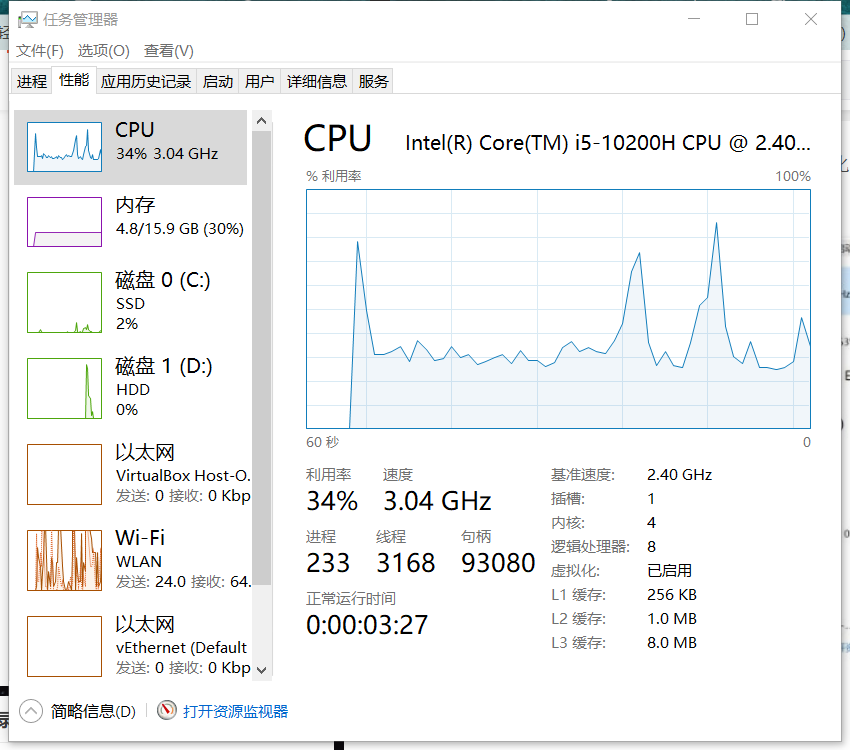 任务管理器
文件(F) 选项(O) 查看(V)
进程 性能 应用历史记录 启动 用户 详细信息 服务
CPU
34% 3.04 GHz
内存
4.8/15.9 GB (30%)
磁盘 0 (C:)
SSD
2%
磁盘 1 (D:)
HDD
0%
以太网
VirtualBox Host-O.
发送: 0 接收: 0 Kbp
Wi-Fi
WLAN
发送: 24.0 接收: 64.
以太网
vEthernet (Default
发送: 0 接收: 0 Kbp
CPU Intel(R) Core(TM) i5-10200H CPU @ 2.40...
% 利用率 100%
60 秒 0
利用率 速度
34% 3.04 GHz
进程 线程 句柄
233 3168 93080
正常运行时间
0:00:03:27
基准速度: 2.40 GHz
插槽: 1
内核: 4
逻辑处理器: 8
虚拟化: 已启用
L1 缓存: 256 KB
L2 缓存: 1.0 MB
L3 缓存: 8.0 MB
简略信息(D) 打开资源监视器